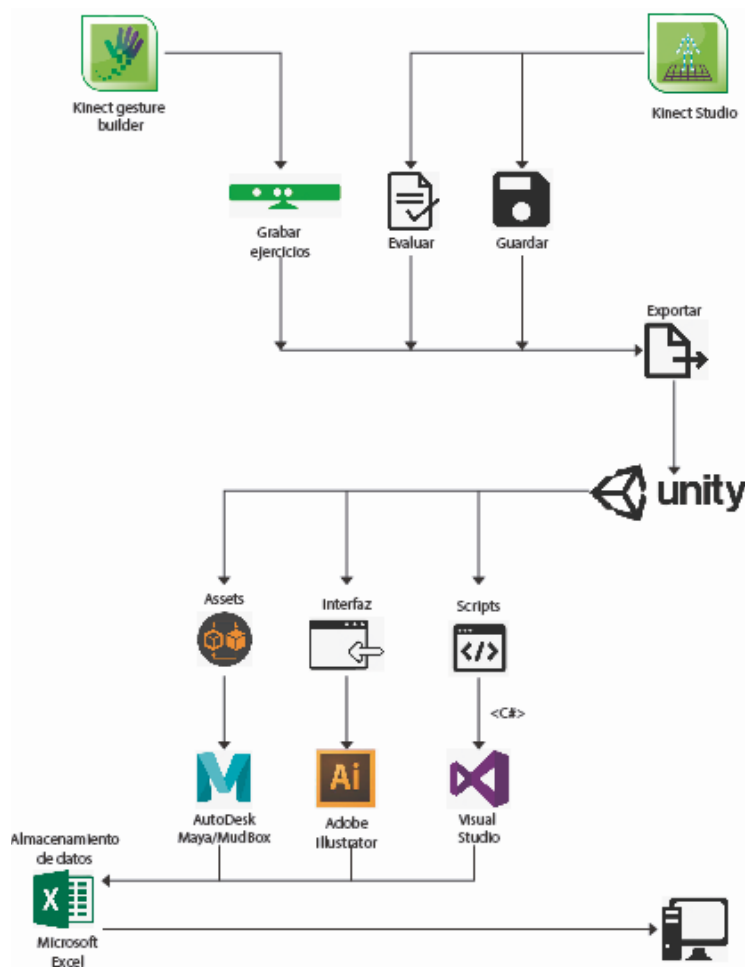 Kinect gesture
builder
Kinect Studio
Grabar
ejercicios
Evaluar
Guardar
Exportar
unity
Assets
Interfaz
Scripts
</>
<C#>
M
Ai
AutoDesk
Maya/MudBox
Adobe
Illustrator
Visual
Studio
Almacenamiento
de datos
X
Microsoft
Excel